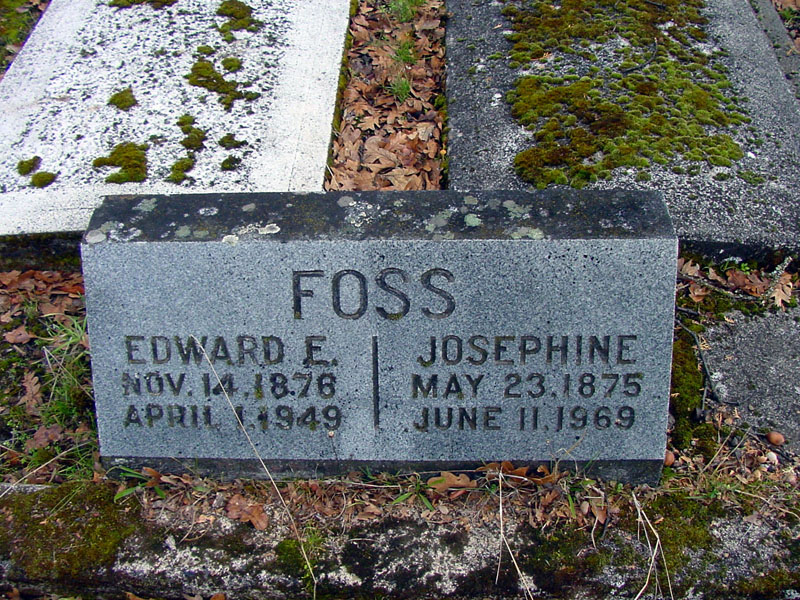 FOSS
EDWARD E.
NOV. 14. 1876
APRIL 1. 1949
JOSEPHINE
MAY 23. 1875
JUNE 11. 1969